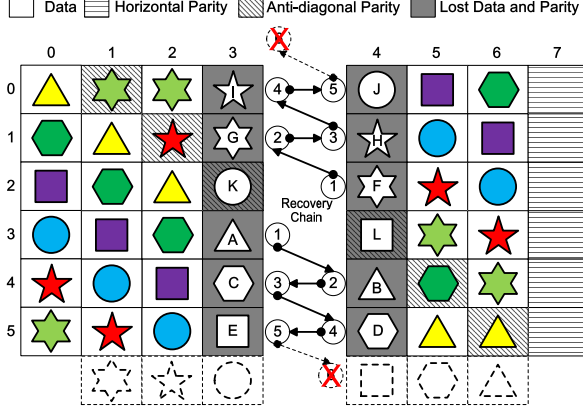 Data Horizontal Parity Anti-diagonal Parity Lost Data and Parity
0 1 2 3 4 5 6 7
0 I 4 5 J
1 G 2 3 H
2 K 1 F
Recovery
Chain
3 A 1 L
4 C 3 2 B
5 E 5 4 D